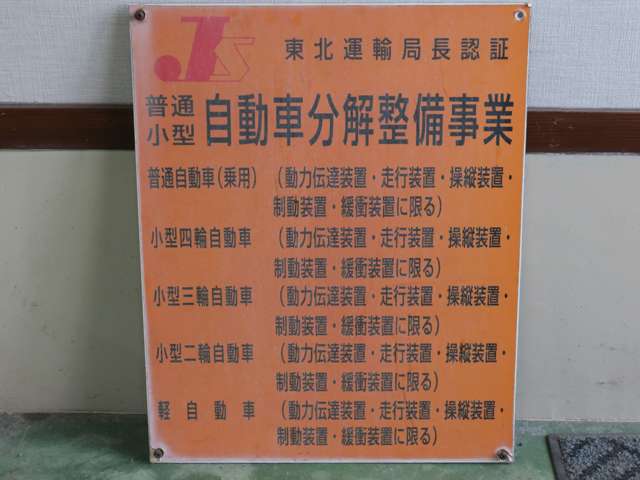 JS
東北運輸局長認証
普通
小型 自動車分解整備事業
普通自動車(乗用) (動力伝達装置・走行装置・操縦装置・
制動装置・緩衝装置に限る)
小型四輪自動車 (動力伝達装置・走行装置・操縦装置・
制動装置・緩衝装置に限る)
小型三輪自動車 (動力伝達装置・走行装置・操縦装置・
制動装置・緩衝装置に限る)
小型二輪自動車 (動力伝達装置・走行装置・操縦装置・
制動装置・緩衝装置に限る)
軽自動車 (動力伝達装置・走行装置・操縦装置・
制動装置・緩衝装置に限る)